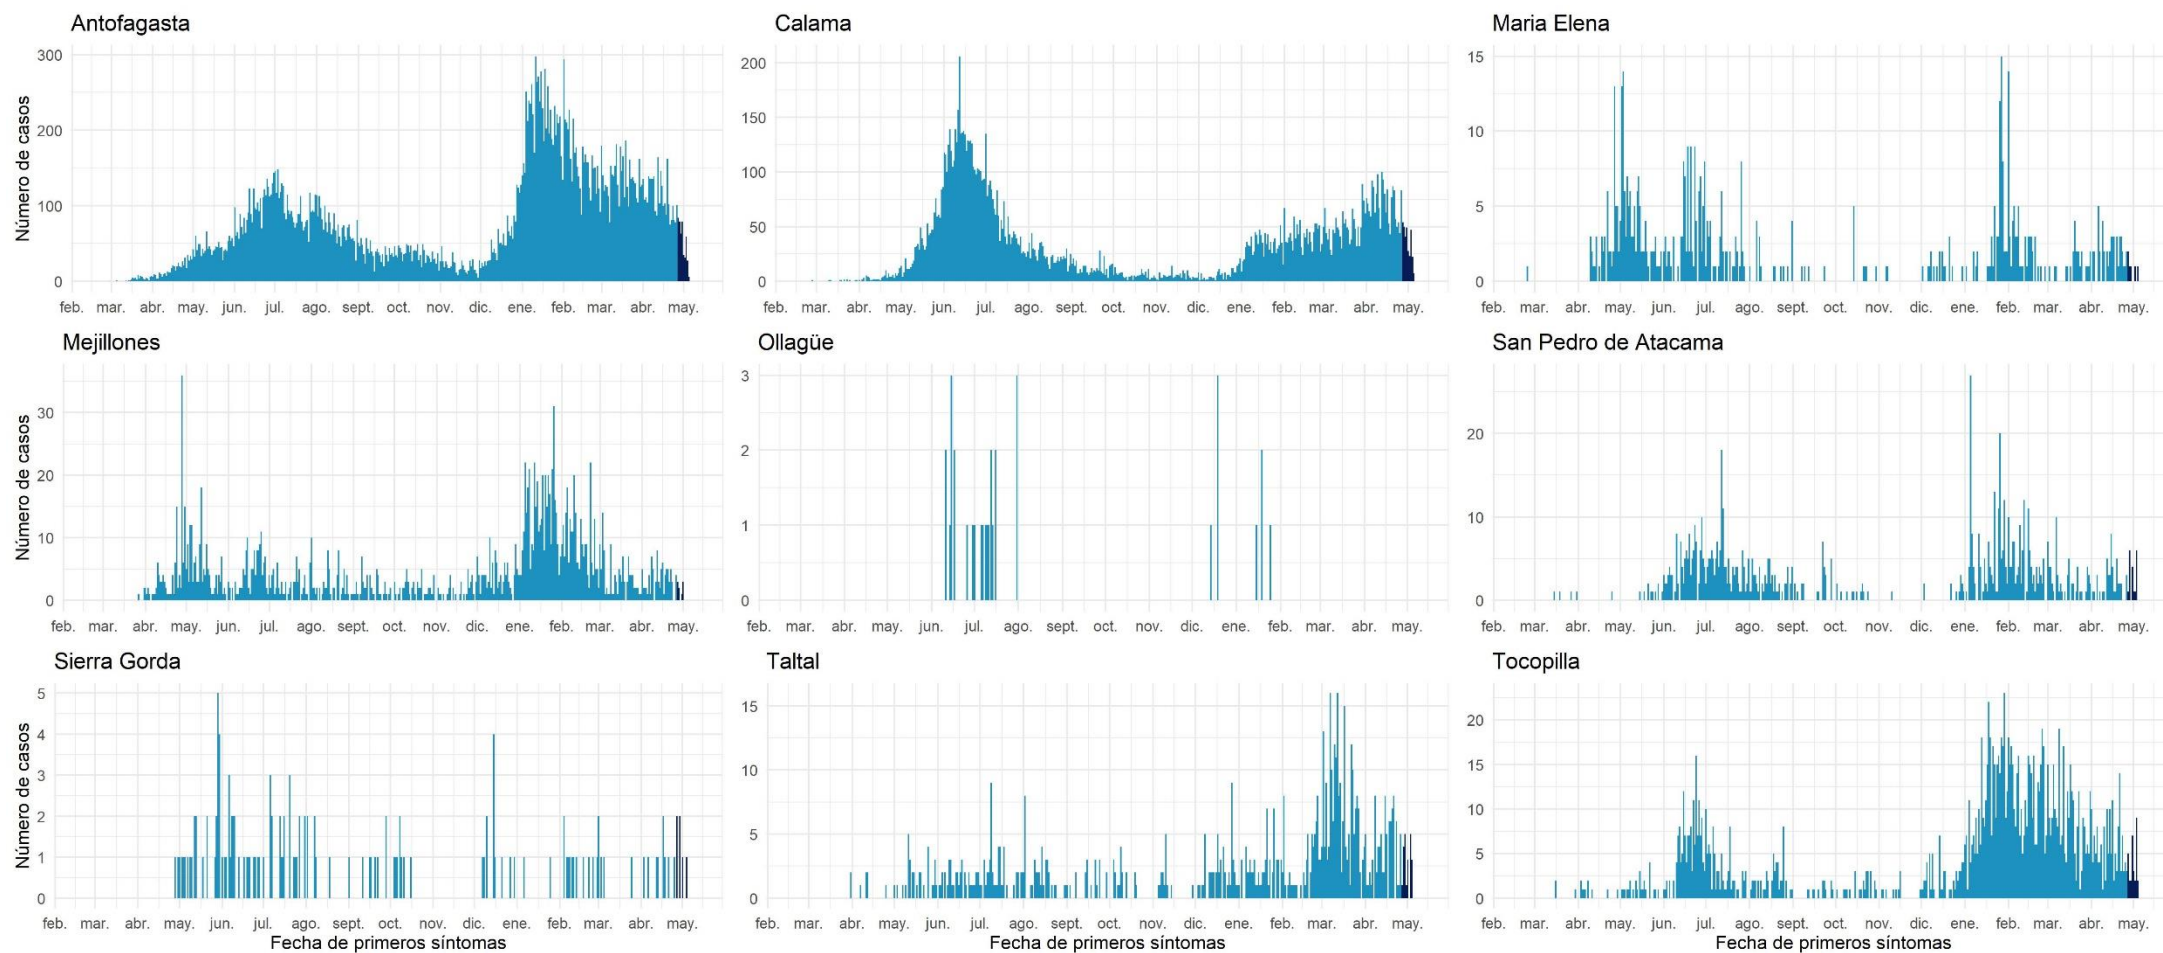 Antofagasta
Calama
Maria Elena
Número de casos
300
200
100
0
200
150
100
50
0
15
10
5
0
feb. mar. abr. may. jun. jul. ago. sept. oct. nov. dic. ene. feb. mar. abr. may.
feb. mar. abr. may. jun. jul. ago. sept. oct. nov. dic. ene. feb. mar. abr. may.
feb. mar. abr. may. jun. jul. ago. sept. oct. nov. dic. ene. feb. mar. abr. may.
Mejillones
Ollagüe
San Pedro de Atacama
Número de casos
30
20
10
0
3
2
1
0
20
10
0
feb. mar. abr. may. jun. jul. ago. sept. oct. nov. dic. ene. feb. mar. abr. may.
feb. mar. abr. may. jun. jul. ago. sept. oct. nov. dic. ene. feb. mar. abr. may.
feb. mar. abr. may. jun. jul. ago. sept. oct. nov. dic. ene. feb. mar. abr. may.
Sierra Gorda
Taltal
Tocopilla
Número de casos
5
4
3
2
1
0
15
10
5
0
20
15
10
5
0
feb. mar. abr. may. jun. jul. ago. sept. oct. nov. dic. ene. feb. mar. abr. may.
feb. mar. abr. may. jun. jul. ago. sept. oct. nov. dic. ene. feb. mar. abr. may.
feb. mar. abr. may. jun. jul. ago. sept. oct. nov. dic. ene. feb. mar. abr. may.
Fecha de primeros síntomas
Fecha de primeros síntomas
Fecha de primeros síntomas